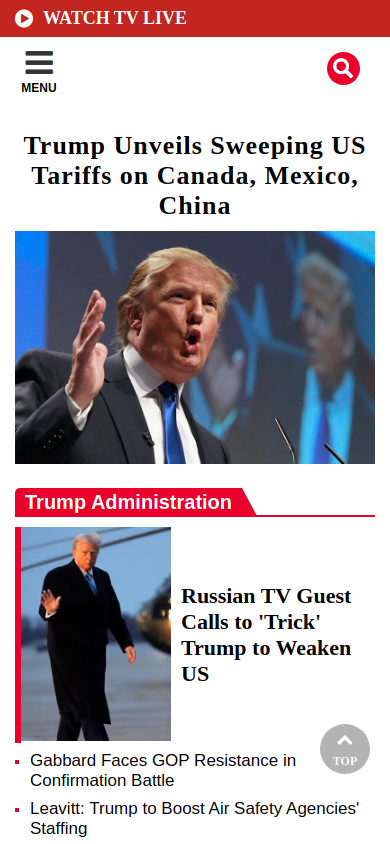 WATCH TV LIVE
MENU
Trump Unveils Sweeping US
Tariffs on Canada, Mexico,
China
Trump Administration
Russian TV Guest
Calls to 'Trick'
Trump to Weaken
US
TOP
Gabbard Faces GOP Resistance in
Confirmation Battle
Leavitt: Trump to Boost Air Safety Agencies'
Staffing